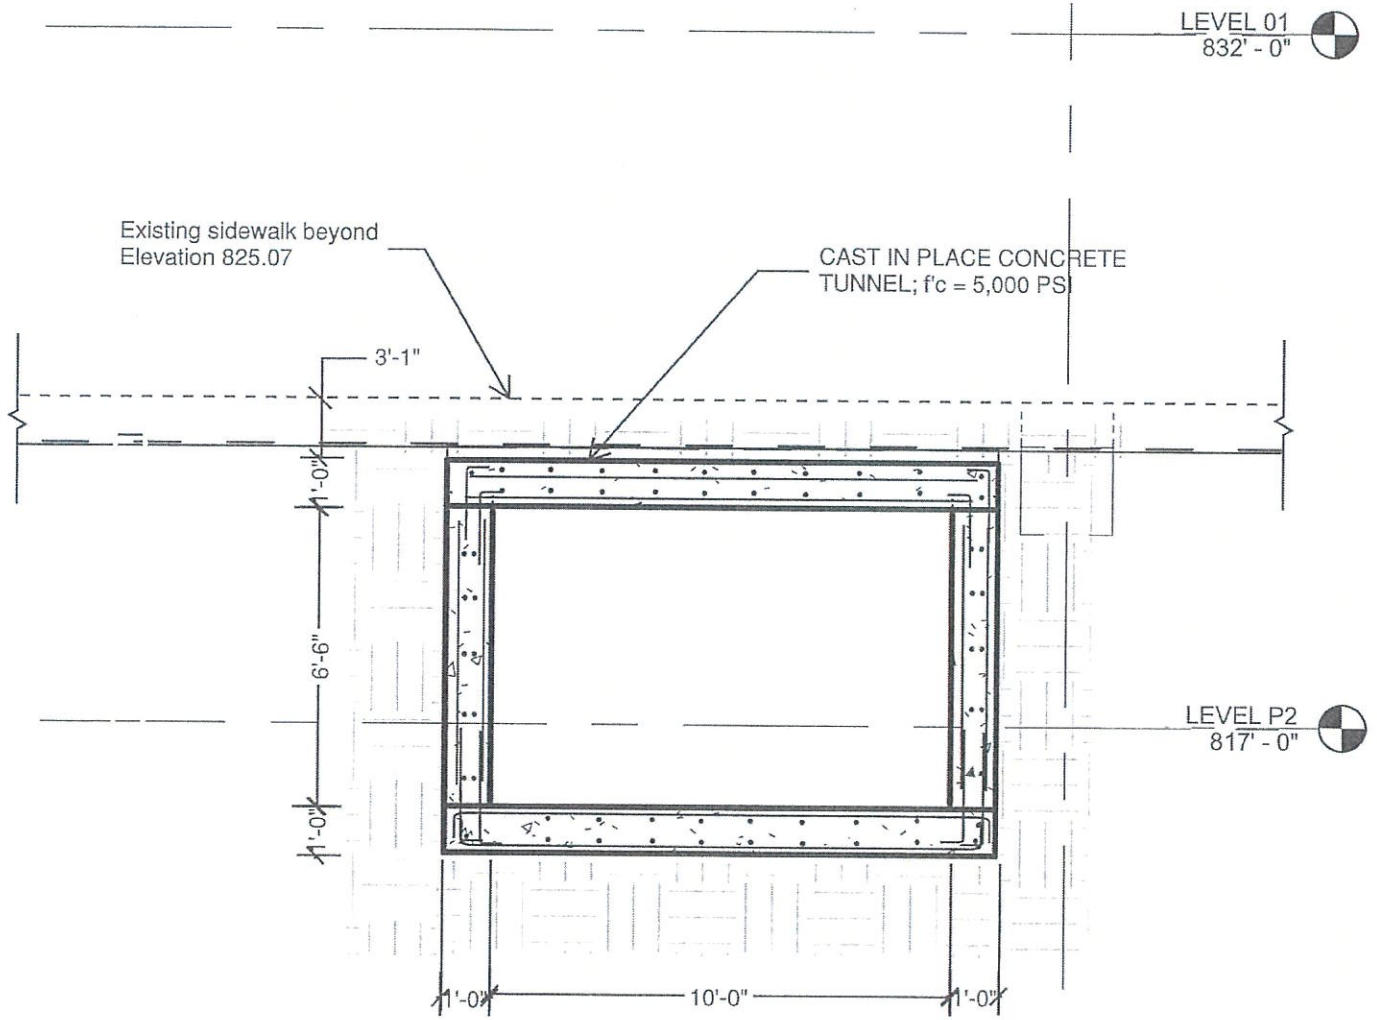 LEVEL 01
832' - 0"
Existing sidewalk beyond
Elevation 825.07
CAST IN PLACE CONCRETE
TUNNEL; f'c = 5,000 PSI
3'-1"
1'-0"
6'-6"
LEVEL P2
817' - 0"
1'-0"
1'-0"
10'-0"
1'-0"